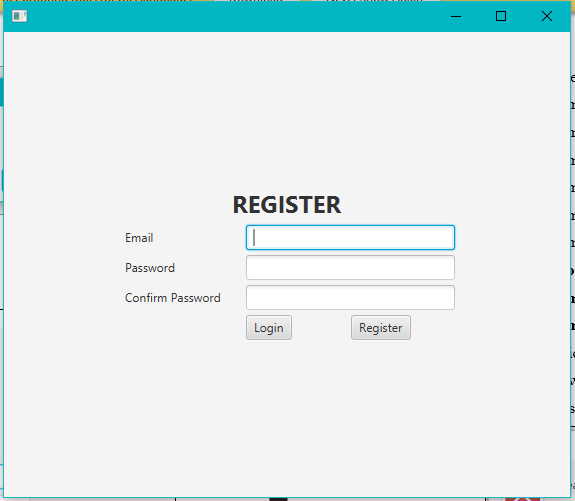 REGISTER
Email
Password
Confirm Password
Login Register